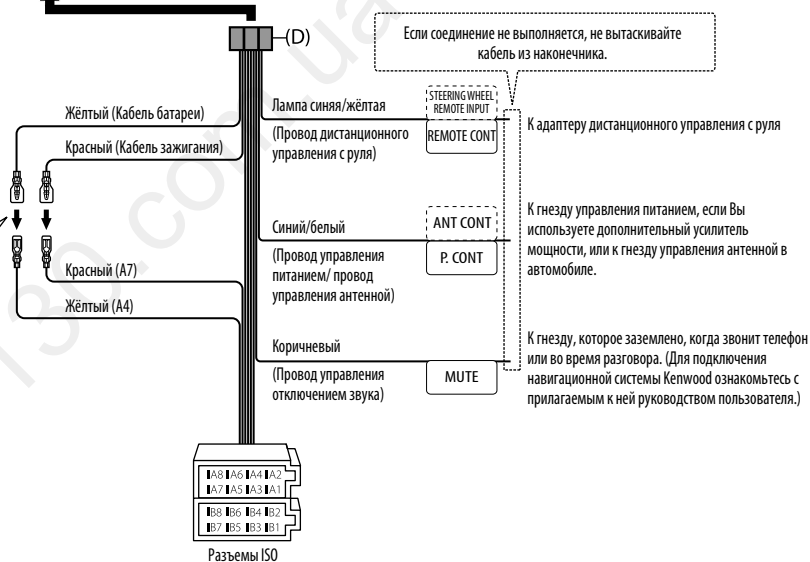 (D)
Если соединение не выполняется, не вытаскивайте
кабель из наконечника.
Жёлтый (Кабель батареи)
Красный (Кабель зажигания)
Лампа синяя/жёлтая
(Провод дистанционного
управления с руля)
STEERING WHEEL
REMOTE INPUT
REMOTE CONT
К адаптеру дистанционного управления с руля
Синий/белый
(Провод управления
питанием/ провод
управления антенной)
ANT CONT
P. CONT
К гнезду управления питанием, если Вы
используете дополнительный усилитель
мощности, или к гнезду управления антенной в
автомобиле.
Красный (A7)
Жёлтый (A4)
Коричневый
(Провод управления
отключением звука)
MUTE
К гнезду, которое заземлено, когда звонит телефон
или во время разговора. (Для подключения
навигационной системы Kenwood ознакомьтесь с
прилагаемым к ней руководством пользователя.)
A8 A6 A4 A2
A7 A5 A3 A1
B8 B6 B4 B2
B7 B5 B3 B1
Разъемы ISO
130.com.ua